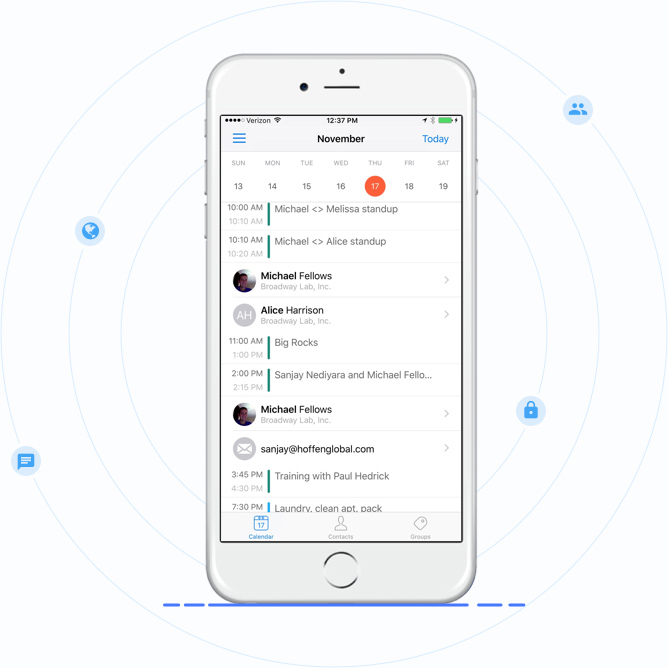 Verizon 12:37 PM
November Today
SUN MON TUE WED THU FRI SAT
13 14 15 16 17 18 19
10:00 AM Michael <> Melissa standup
10:10 AM
10:10 AM Michael <> Alice standup
10:20 AM
Michael Fellows
Broadway Lab, Inc.
AH Alice Harrison
Broadway Lab, Inc.
11:00 AM Big Rocks
1:00 PM
2:00 PM Sanjay Nediyara and Michael Fello...
2:15 PM
Michael Fellows
Broadway Lab, Inc.
sanjay@hoffenglobal.com
3:45 PM Training with Paul Hedrick
4:30 PM
7:30 PM Laundry, clean apt, pack
17
Calendar Contacts Groups